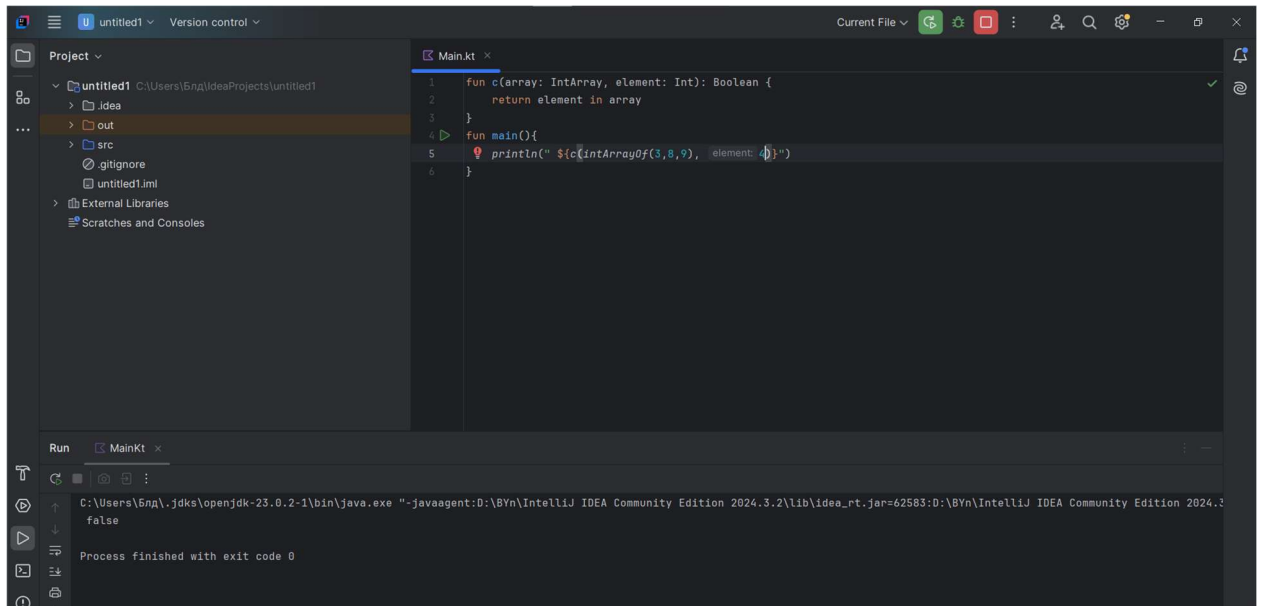 U untitled1 Version control Current File
Project
Main.kt
untitled1 C:\Users\Блд\IdeaProjects\untitled1
.idea
out
src
.gitignore
untitled1.iml
External Libraries
Scratches and Consoles
1 fun c(array: IntArray, element: Int): Boolean {
2 return element in array
3 }
4 fun main(){
5 println(" ${c(intArrayOf(3,8,9), element: 4)}")
6 }
Run MainKt
C:\Users\Блд\.jdks\openjdk-23.0.2-1\bin\java.exe "-javaagent:D:\BYn\IntelliJ IDEA Community Edition 2024.3.2\lib\idea_rt.jar=62583:D:\BYn\IntelliJ IDEA Community Edition 2024.3
false
Process finished with exit code 0